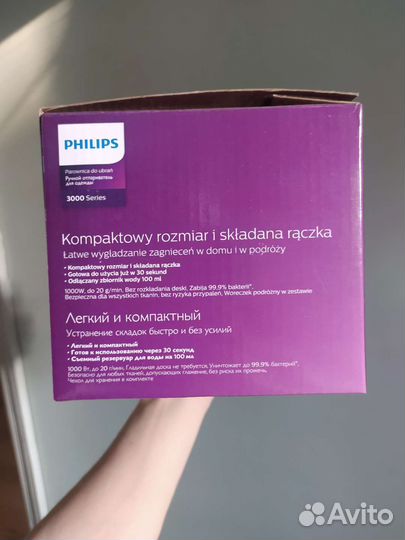 PHILIPS
Parownica do ubrań
Ручной отпариватель
для одежды
3000 Series
Kompaktowy rozmiar i składana rączka
Łatwe wygładzanie zagnieceń w domu i w podróży
• Kompaktowy rozmiar i składana rączka
• Gotowa do użycia już w 30 sekund
• Odłączany zbiornik wody 100 ml
1000W, do 20 g/min, Bez rozkładania deski, Zabija 99.9% bakterii*,
Bezpieczna dla wszystkich tkanin, bez ryzyka przypaleń, Woreczek podróżny w zestawie
Легкий и компактный
Устранение складок быстро и без усилий
• Легкий и компактный
• Готов к использованию через 30 секунд
• Съемный резервуар для воды на 100 мл
1000 Вт, до 20 г/мин, Гладильная доска не требуется, Уничтожает до 99,9% бактерий*,
Безопасно для любых тканей, допускающих глажение, без риска их прожечь,
Чехол для хранения в комплекте
Avito